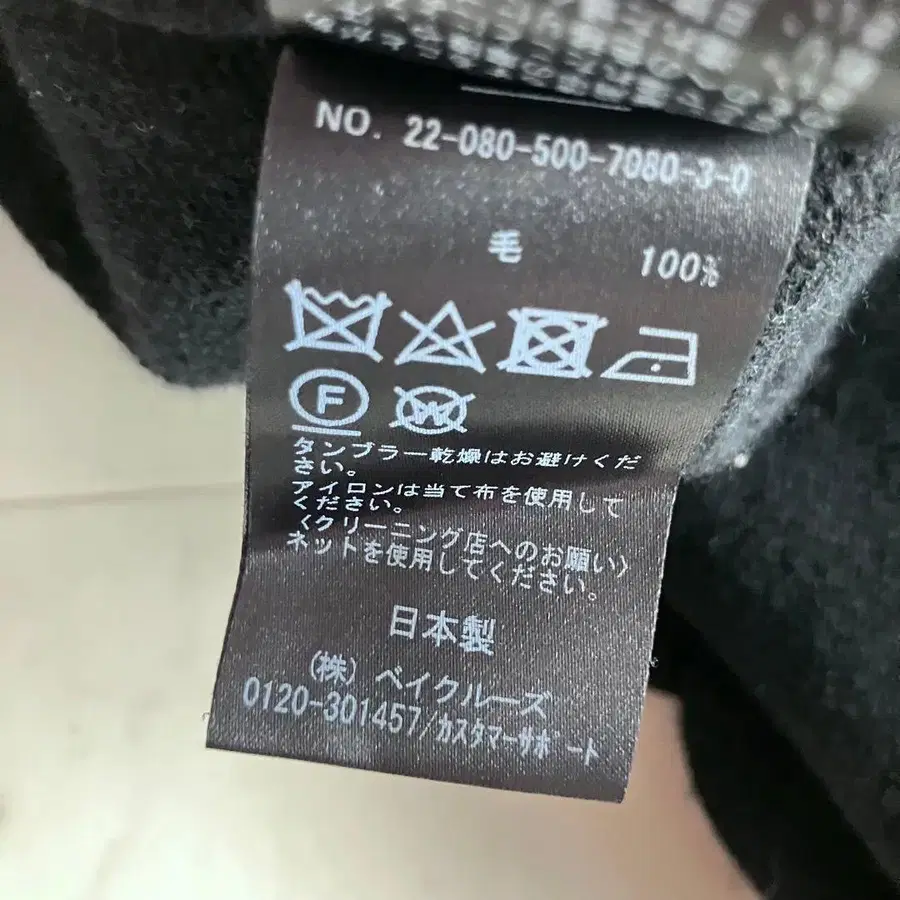 NO. 22-080-500-7080-3-0
毛 100%
F
W
タンブラー乾燥はお避けくだ
さい。
アイロンは当て布を使用して
ください。
〈クリーニング店へのお願い〉
ネットを使用してください。
日本製
(株) ベイクルーズ
0120-301457/カスタマーサポート